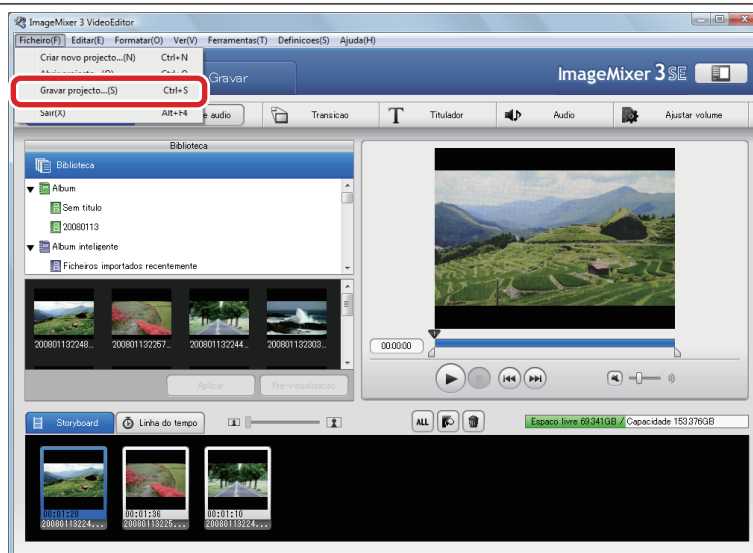 ImageMixer 3 VideoEditor
Ficheiro(F) Editar(E) Formatar(O) Ver(V) Ferramentas(T) Definicoes(S) Ajuda(H)
Criar novo projecto...(N) Ctrl+N
Gravar projecto...(S) Ctrl+S
Sair(X) Alt+F4
Gravar
ImageMixer 3 SE
e audio
Transicao
T Titulador
Audio
Ajustar volume
Biblioteca
Biblioteca
Album
Sem titulo
20080113
Album inteligente
Ficheiros importados recentemente
200801132248... 200801132257... 200801132244... 200801132303...
Aplicar Pre-visualizacao
00:00:00
Storyboard Linha do tempo
ALL
Espaco livre 69.341GB / Capacidade 153.376GB
00:01:20 00:01:36 00:01:10
20080113224... 20080113225... 20080113224...